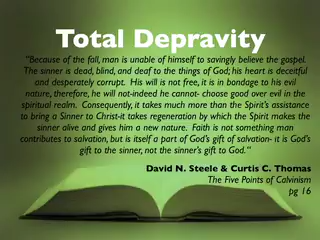 Total Depravity
"Because of the fall, man is unable of himself to savingly believe the gospel.
The sinner is dead, blind, and deaf to the things of God; his heart is deceitful
and desperately corrupt.  His will is not free, it is in bondage to his evil
nature, therefore, he will not-indeed he cannot- choose good over evil in the
spiritual realm.  Consequently, it takes much more than the Spirit's assistance
to bring a Sinner to Christ-it takes regeneration by which the Spirit makes the
sinner alive and gives him a new nature.  Faith is not something man
contributes to salvation, but is itself a part of God's gift of salvation- it is God's
gift to the sinner, not the sinner's gift to God."
David N. Steele & Curtis C. Thomas
The Five Points of Calvinism
pg 16